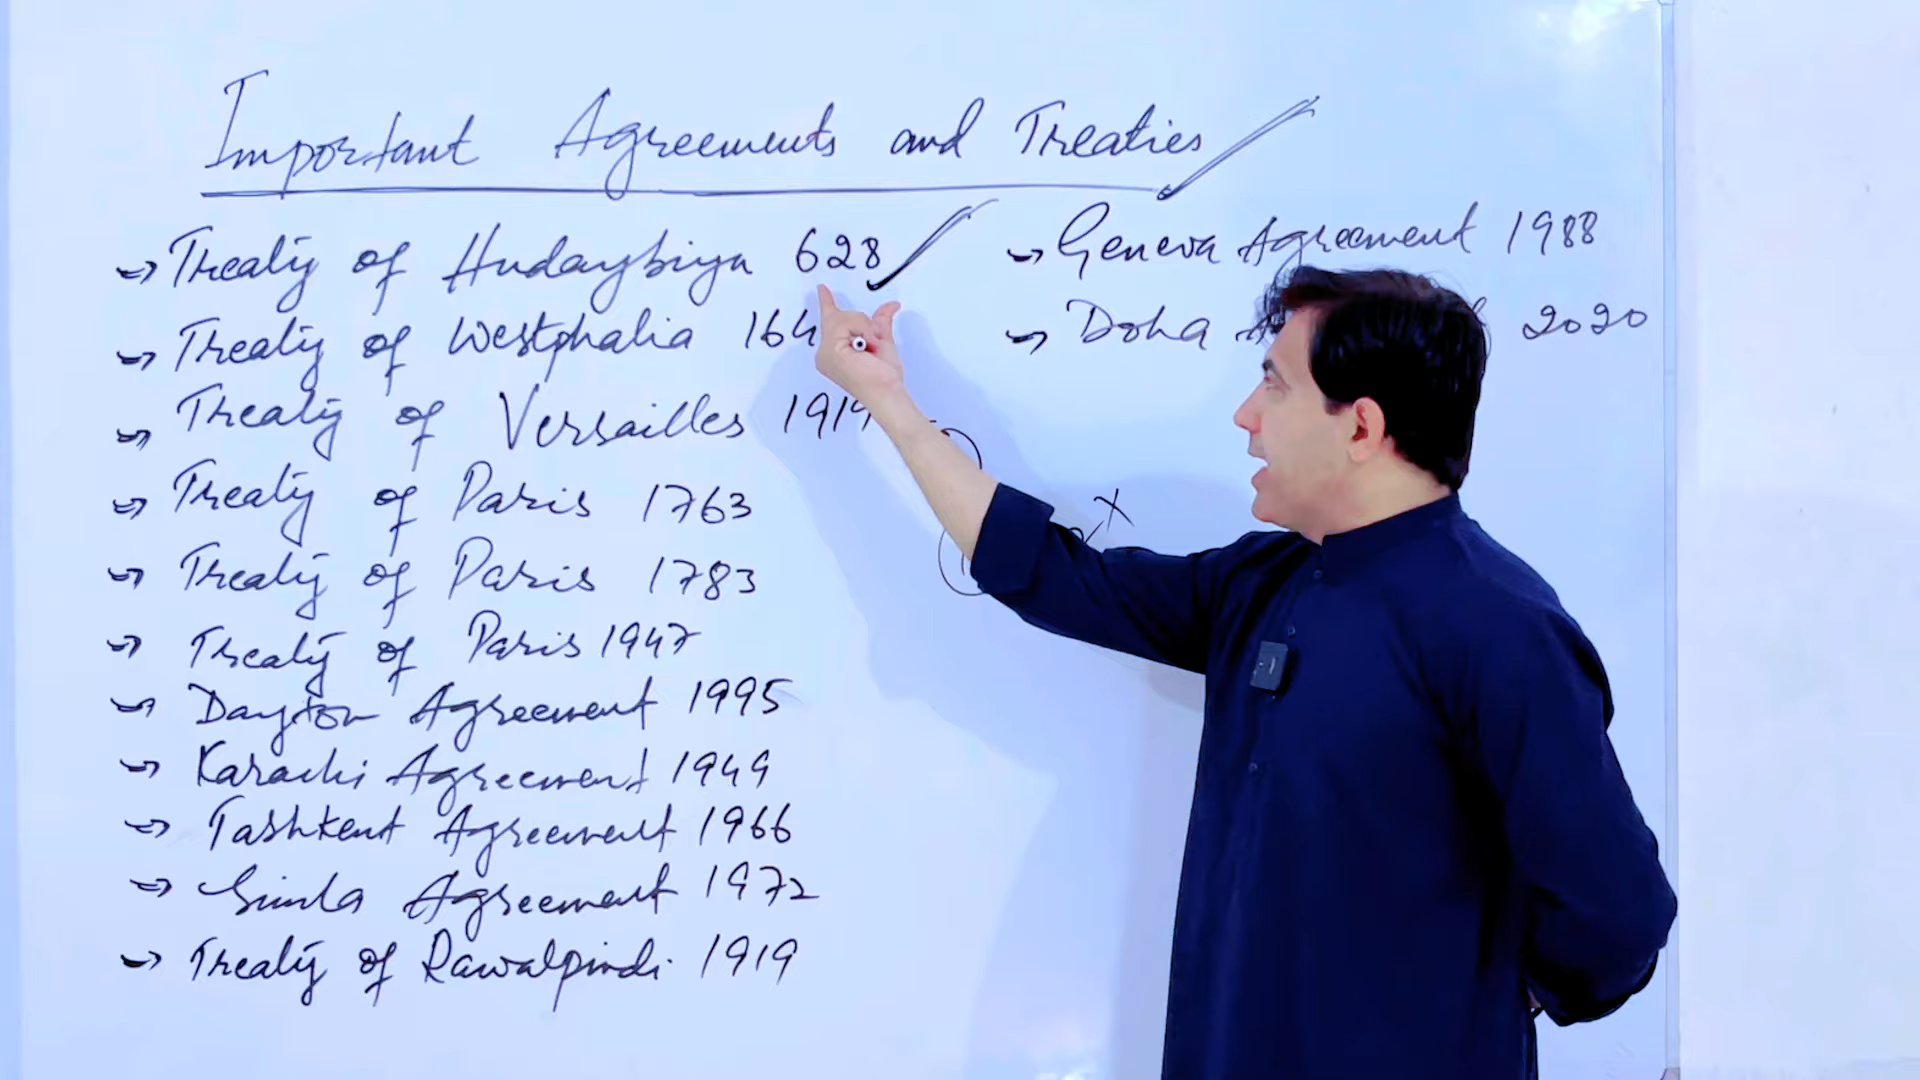 Important Agreements and Treaties
Treaty of Hudaybiya 628
Treaty of Westphalia 164
Treaty of Versailles 1919
Treaty of Paris 1763
Treaty of Paris 1783
Treaty of Paris 1947
Dayton Agreement 1995
Karachi Agreement 1949
Tashkent Agreement 1966
Simla Agreement 1972
Treaty of Rawalpindi 1919
Geneva Agreement 1988
Doha 2020